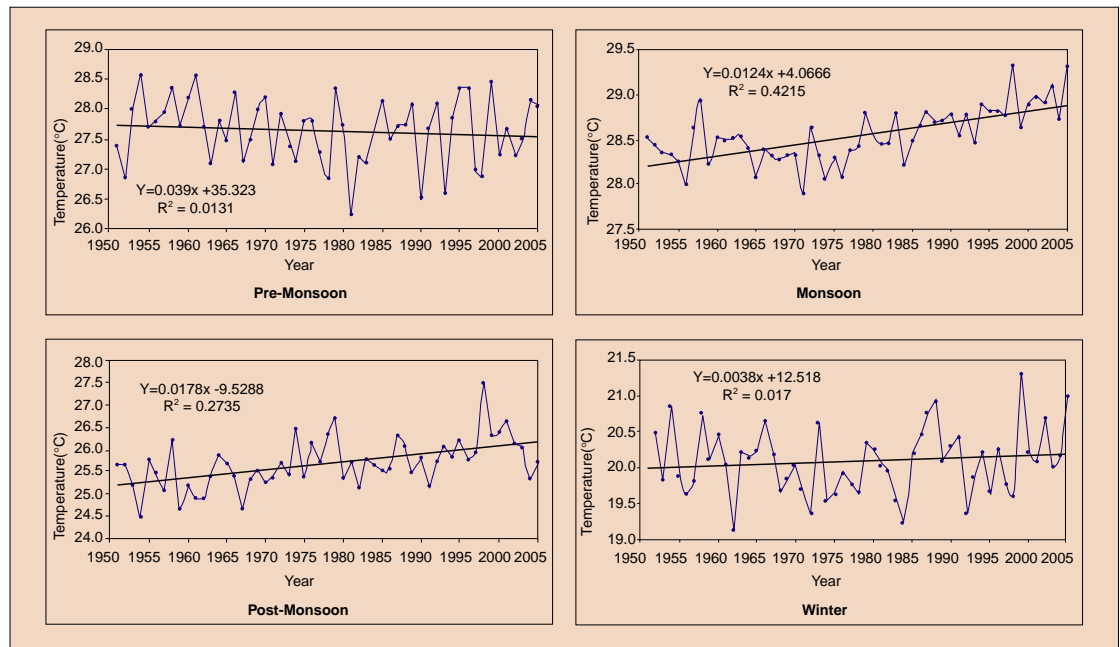 29.0
28.5
28.0
27.5
27.0
26.5
26.0
Temperature(°C)
Y=0.039x +35.323
R² = 0.0131
1950 1955 1960 1965 1970 1975 1980 1985 1990 1995 2000 2005
Year
Pre-Monsoon
29.5
29.0
28.5
28.0
27.5
Temperature(°C)
Y=0.0124x +4.0666
R² = 0.4215
1950 1955 1960 1965 1970 1975 1980 1985 1990 1995 2000 2005
Year
Monsoon
28.0
27.5
27.0
26.5
26.0
25.5
25.0
24.5
24.0
Temperature(°C)
Y=0.0178x -9.5288
R² = 0.2735
1950 1955 1960 1965 1970 1975 1980 1985 1990 1995 2000 2005
Year
Post-Monsoon
21.5
21.0
20.5
20.0
19.5
19.0
Temperature(°C)
Y=0.0038x +12.518
R² = 0.017
1950 1955 1960 1965 1970 1975 1980 1985 1990 1995 2000 2005
Year
Winter